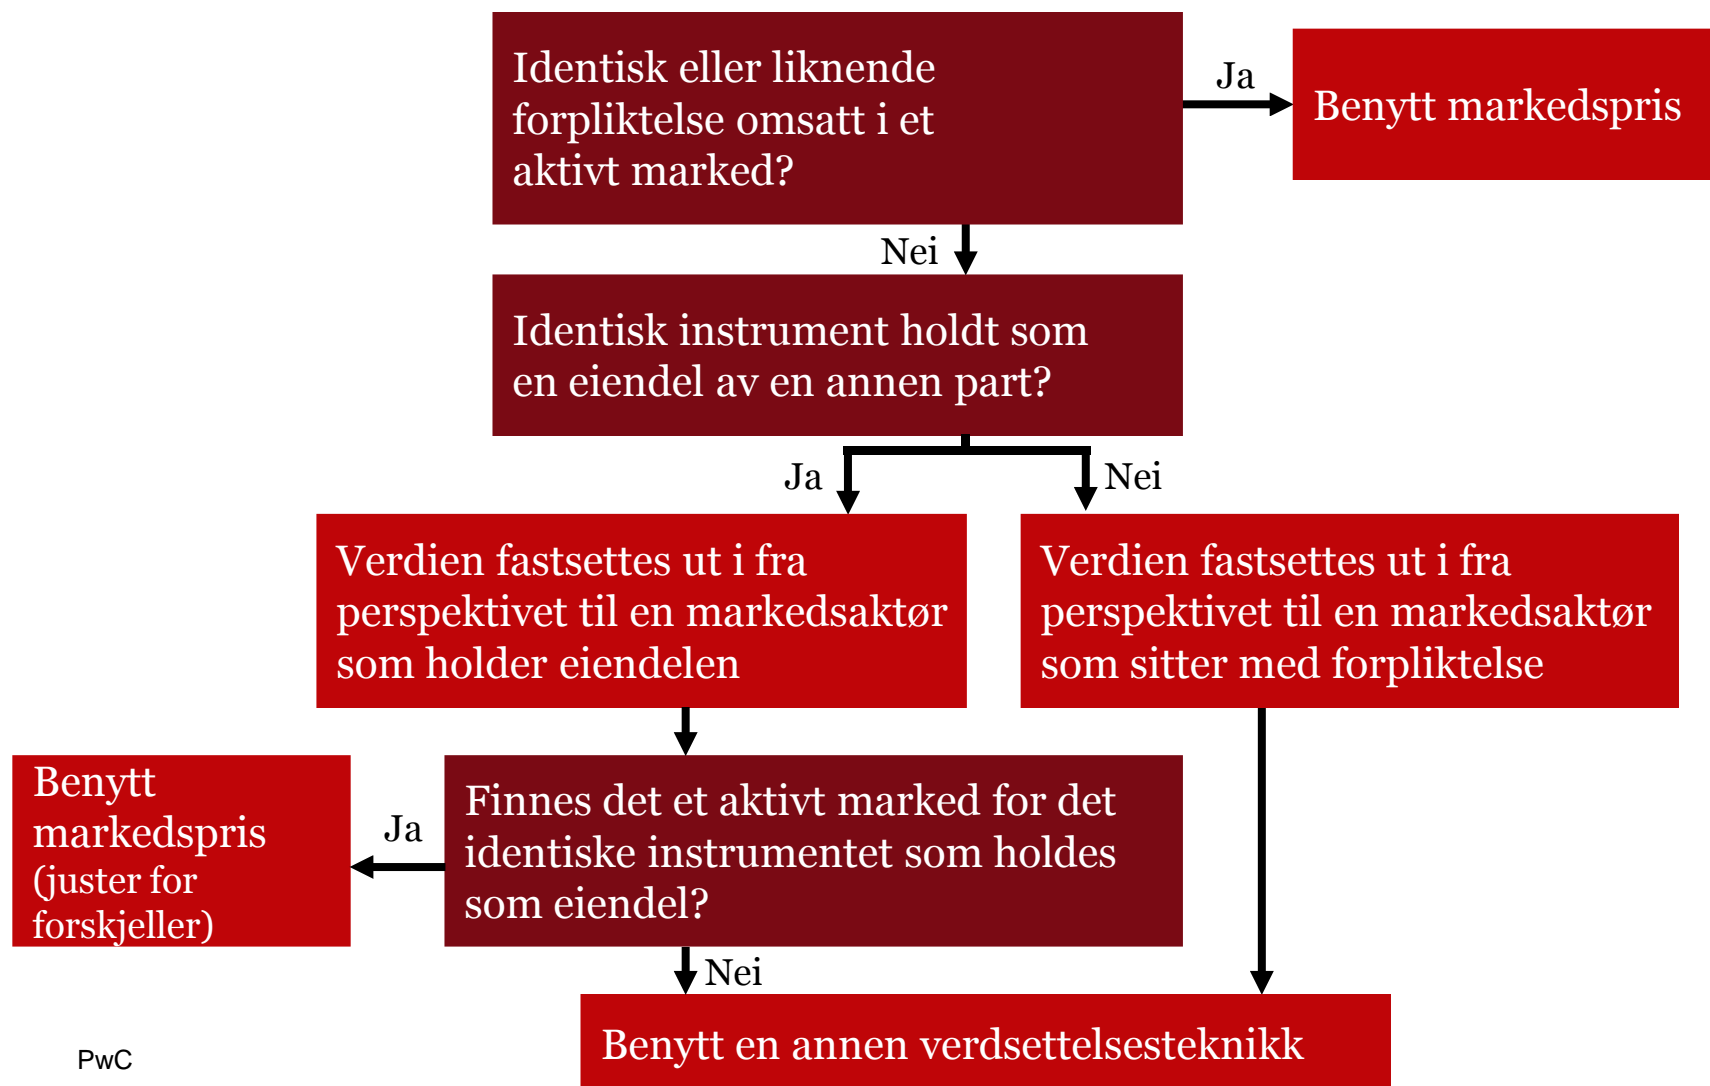 Identisk eller liknende
forpliktelse omsatt i et
aktivt marked?
Ja
Benytt markedspris
Nei
Identisk instrument holdt som
en eiendel av en annen part?
Ja
Nei
Verdien fastsettes ut i fra
perspektivet til en markedsaktør
som holder eiendelen
Verdien fastsettes ut i fra
perspektivet til en markedsaktør
som sitter med forpliktelse
Benytt
markedspris
(juster for
forskjeller)
Ja
Finnes det et aktivt marked for det
identiske instrumentet som holdes
som eiendel?
Nei
Benytt en annen verdsettelsesteknikk
PwC